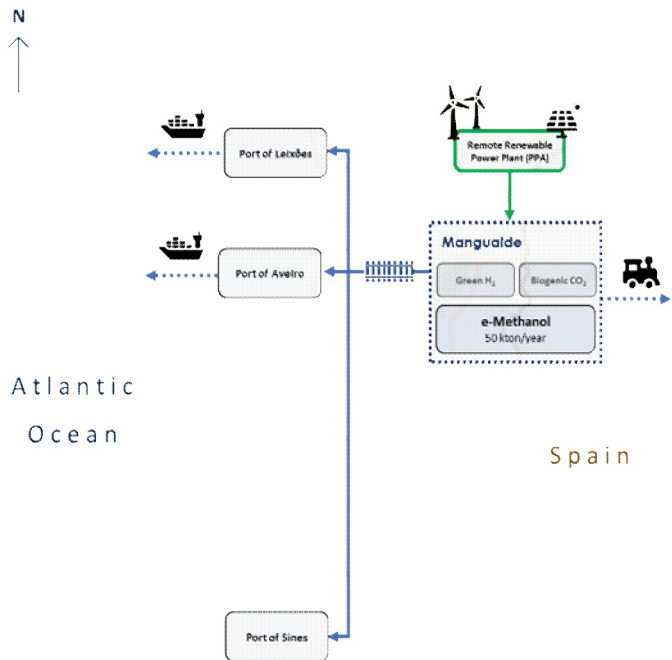 N
Port of Leixões
Remote Renewable
Power Plant (PPA)
Mangualde
Port of Aveiro
Green H₂
Biogenic CO₂
e-Methanol
50 kton/year
Atlantic
Ocean
Spain
Port of Sines